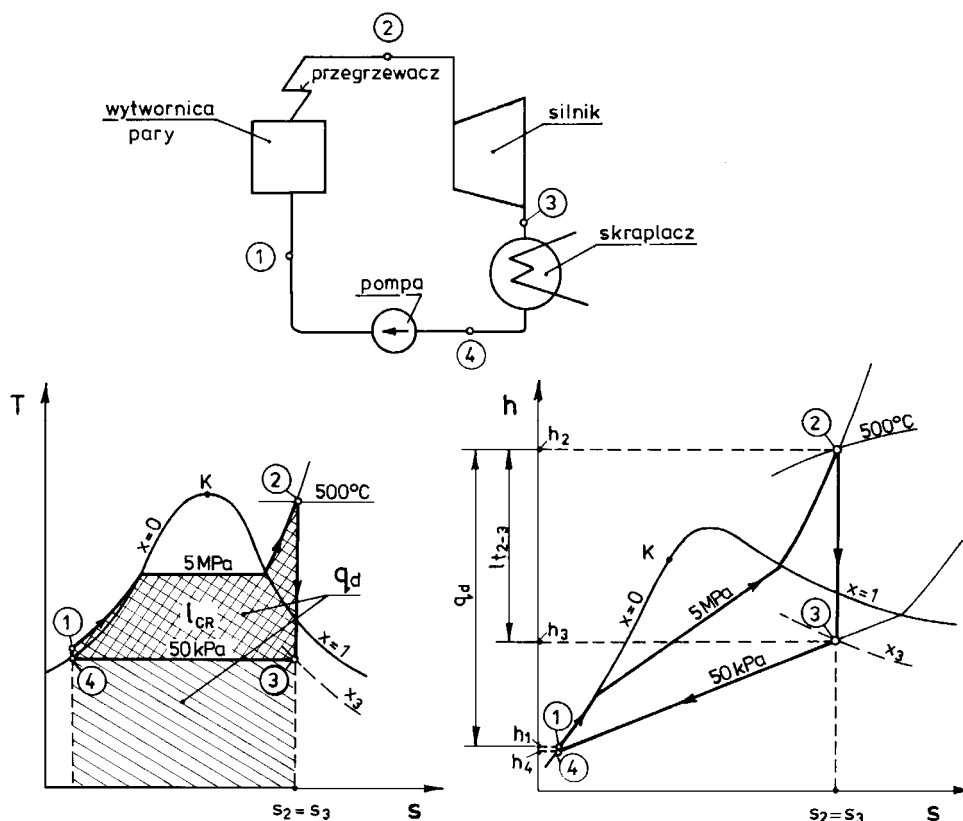 2
przegrzewacz
wytwornica
pary
silnik
3
skraplacz
1
pompa
4
T
K
2
500°C
x=0
5 MPa
q_d
l_CR
1
50 kPa
x=1
4
3
x_3
s_2 = s_3
s
h
h_2
2
500°C
K
l_t2-3
q_d
x=0
5 MPa
x=1
h_3
3
x_3
50 kPa
1
h_1
h_4
4
s_2 = s_3
s